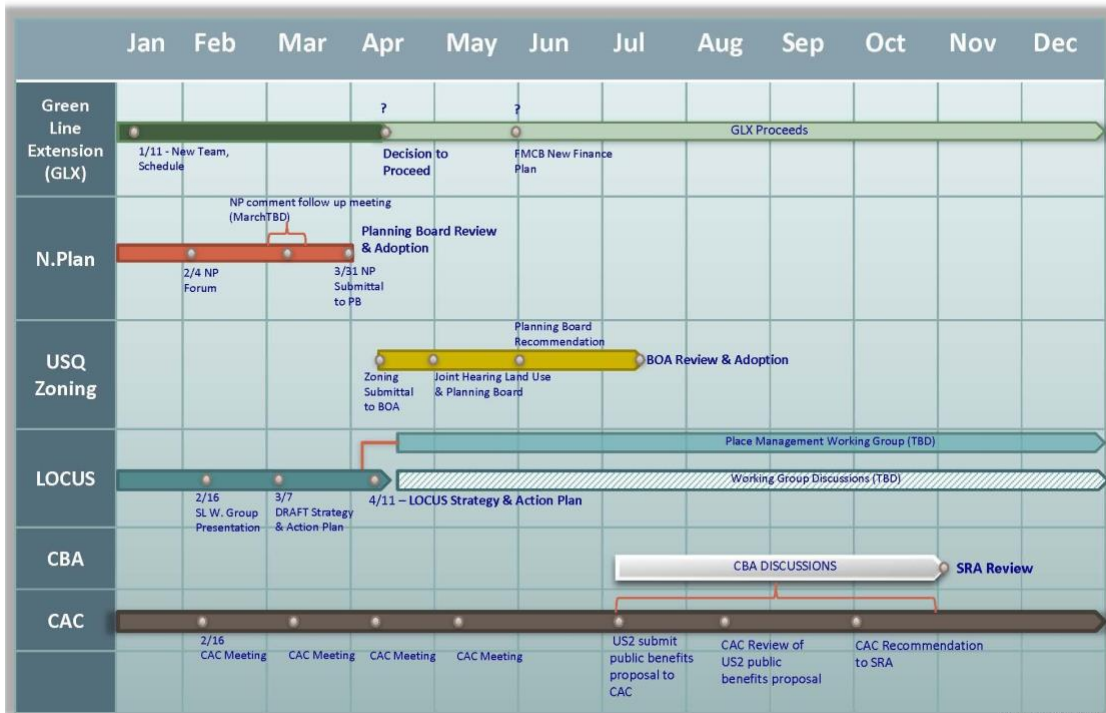 Jan Feb Mar Apr May Jun Jul Aug Sep Oct Nov Dec
Green
Line
Extension
(GLX)
?
?
GLX Proceeds
1/11 - New Team,
Schedule
Decision to
Proceed
FMCB New Finance
Plan
N.Plan
NP comment follow up meeting
(MarchTBD)
Planning Board Review
& Adoption
2/4 NP
Forum
3/31 NP
Submittal
to PB
USQ
Zoning
Planning Board
Recommendation
BOA Review & Adoption
Zoning
Submittal
to BOA
Joint Hearing Land Use
& Planning Board
LOCUS
Place Management Working Group (TBD)
Working Group Discussions (TBD)
2/16
SL W. Group
Presentation
3/7
DRAFT Strategy
& Action Plan
4/11 – LOCUS Strategy & Action Plan
CBA
CBA DISCUSSIONS
SRA Review
CAC
2/16
CAC Meeting
CAC Meeting
CAC Meeting
CAC Meeting
US2 submit
public benefits
proposal to
CAC
CAC Review of
US2 public
benefits proposal
CAC Recommendation
to SRA